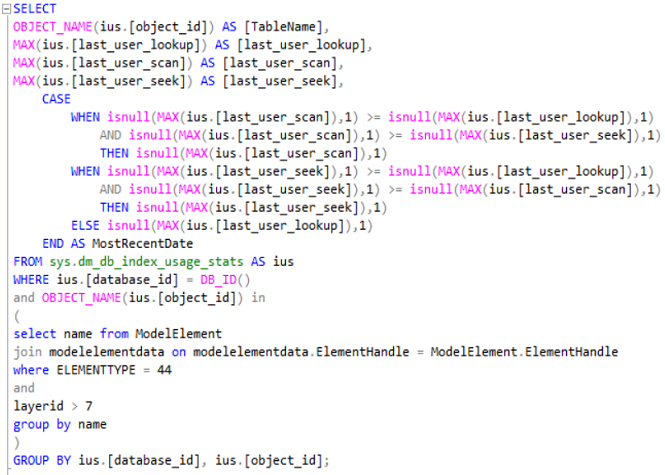 SELECT
OBJECT_NAME(ius.[object_id]) AS [TableName],
MAX(ius.[last_user_lookup]) AS [last_user_lookup],
MAX(ius.[last_user_scan]) AS [last_user_scan],
MAX(ius.[last_user_seek]) AS [last_user_seek],
CASE
WHEN isnull(MAX(ius.[last_user_scan]),1) >= isnull(MAX(ius.[last_user_lookup]),1)
AND isnull(MAX(ius.[last_user_scan]),1) >= isnull(MAX(ius.[last_user_seek]),1)
THEN isnull(MAX(ius.[last_user_scan]),1)
WHEN isnull(MAX(ius.[last_user_seek]),1) >= isnull(MAX(ius.[last_user_lookup]),1)
AND isnull(MAX(ius.[last_user_seek]),1) >= isnull(MAX(ius.[last_user_scan]),1)
THEN isnull(MAX(ius.[last_user_seek]),1)
ELSE isnull(MAX(ius.[last_user_lookup]),1)
END AS MostRecentDate
FROM sys.dm_db_index_usage_stats AS ius
WHERE ius.[database_id] = DB_ID()
and OBJECT_NAME(ius.[object_id]) in
(
select name from ModelElement
join modelelementdata on modelelementdata.ElementHandle = ModelElement.ElementHandle
where ELEMENTTYPE = 44
and
layerid > 7
group by name
)
GROUP BY ius.[database_id], ius.[object_id];